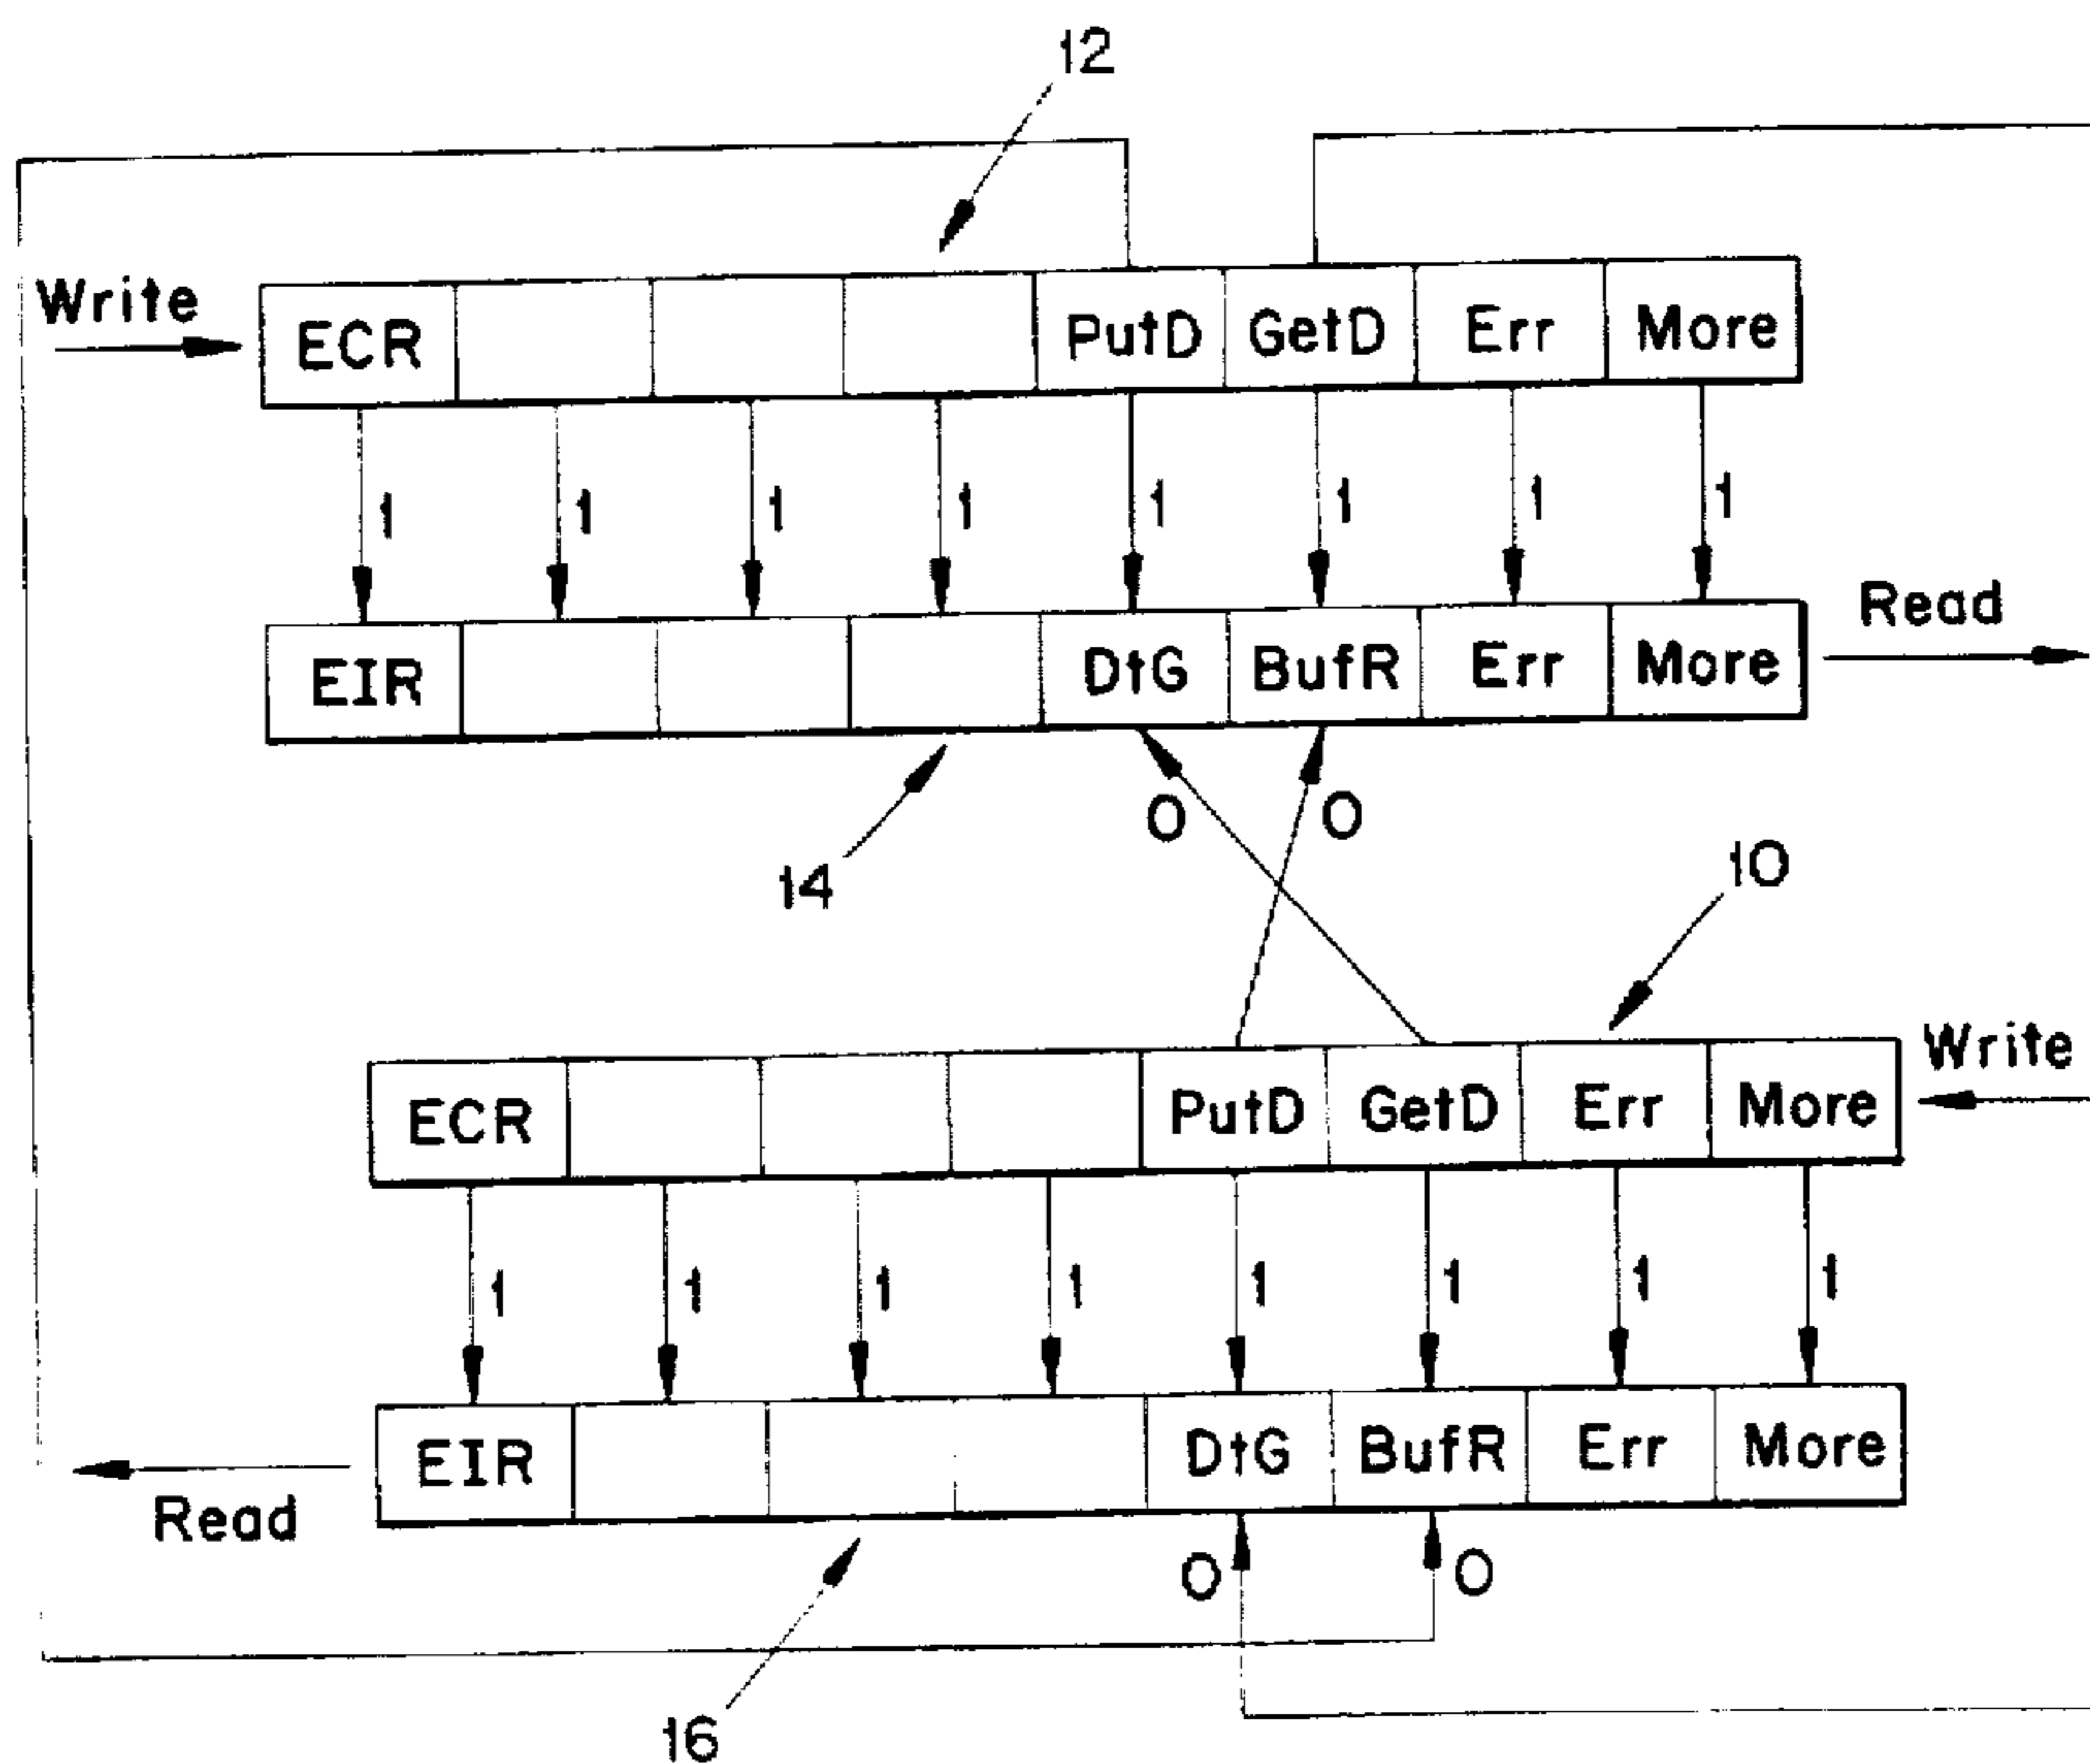 12
Write
ECR PutD GetD Err More
1 1 1 1 1 1 1 1
Read
EIR DtG BufR Err More
0 0
14
10
Write
ECR PutD GetD Err More
1 1 1 1 1 1 1 1
EIR DtG BufR Err More
Read
0 0
16